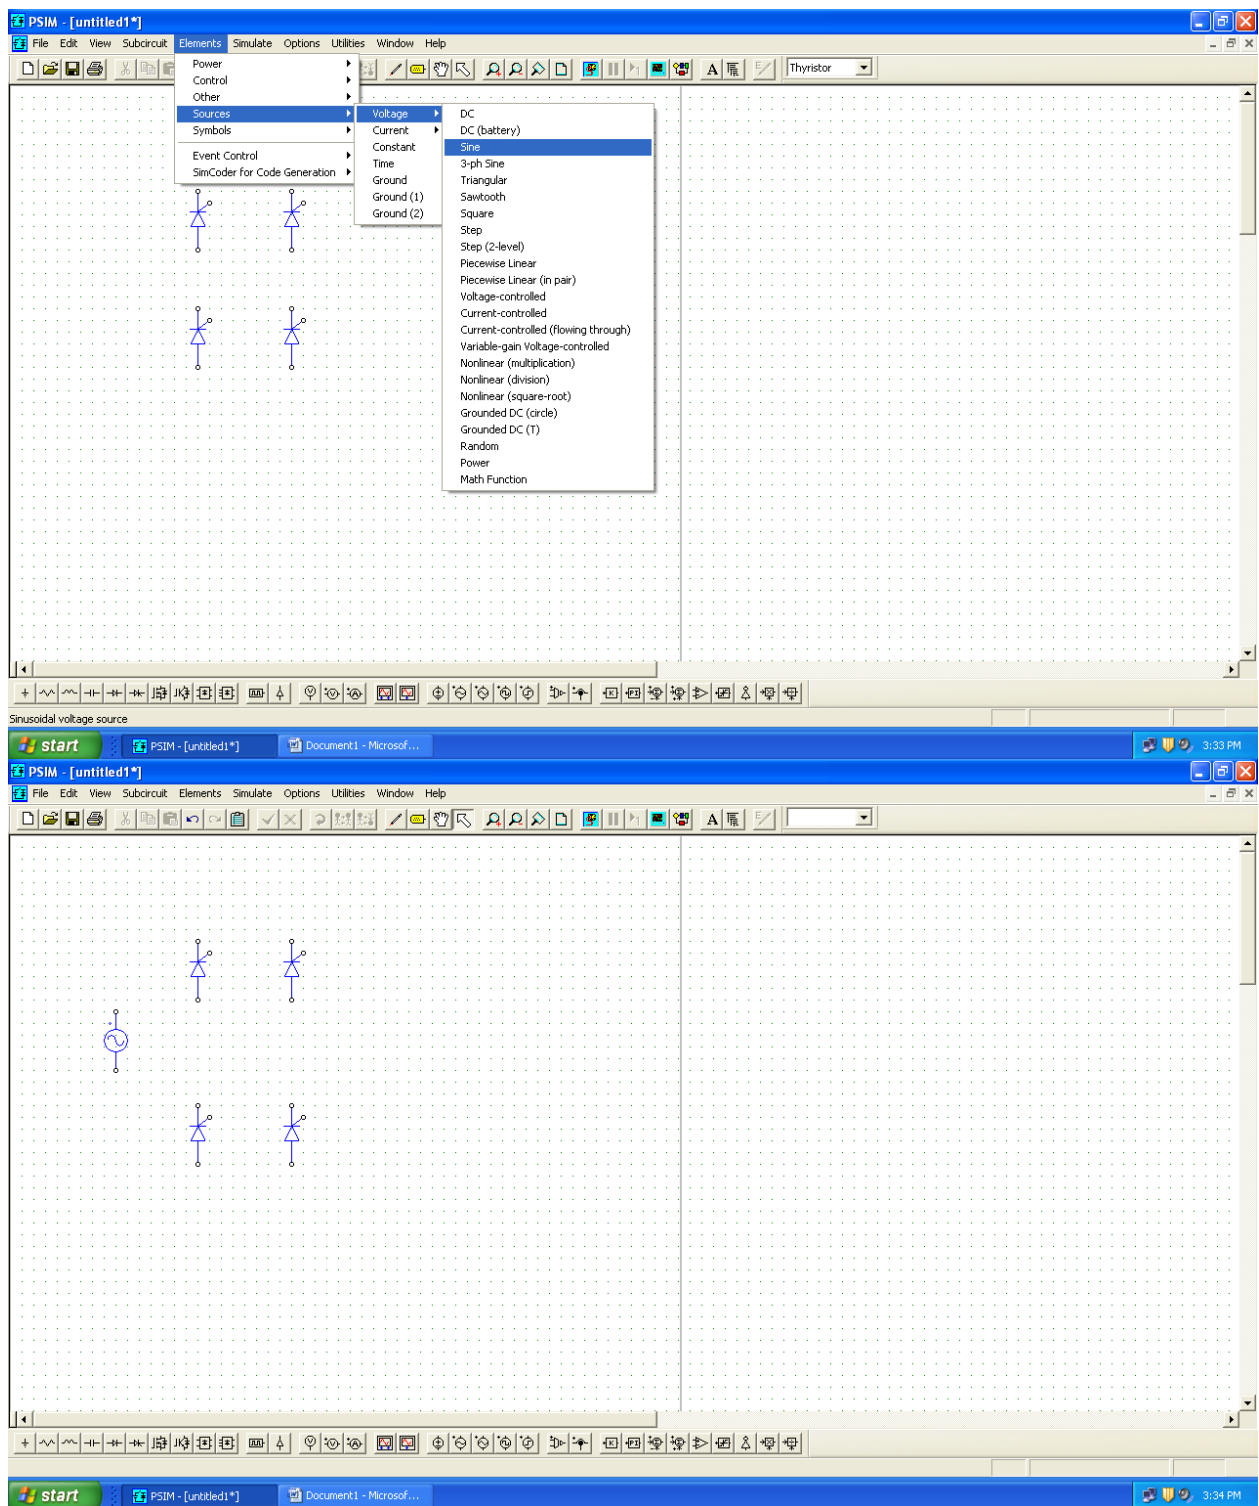 PSIM - [untitled1*]
File Edit View Subcircuit Elements Simulate Options Utilities Window Help
Thyristor
Power
Control
Other
Sources
Symbols
Event Control
SimCoder for Code Generation
Voltage
Current
Constant
Time
Ground
Ground (1)
Ground (2)
DC
DC (battery)
Sine
3-ph Sine
Triangular
Sawtooth
Square
Step
Step (2-level)
Piecewise Linear
Piecewise Linear (in pair)
Voltage-controlled
Current-controlled
Current-controlled (flowing through)
Variable-gain Voltage-controlled
Nonlinear (multiplication)
Nonlinear (division)
Nonlinear (square-root)
Grounded DC (circle)
Grounded DC (T)
Random
Power
Math Function
Sinusoidal voltage source
start PSIM - [untitled1*] Document1 - Microsof... 3:33 PM
PSIM - [untitled1*]
File Edit View Subcircuit Elements Simulate Options Utilities Window Help
start PSIM - [untitled1*] Document1 - Microsof... 3:34 PM